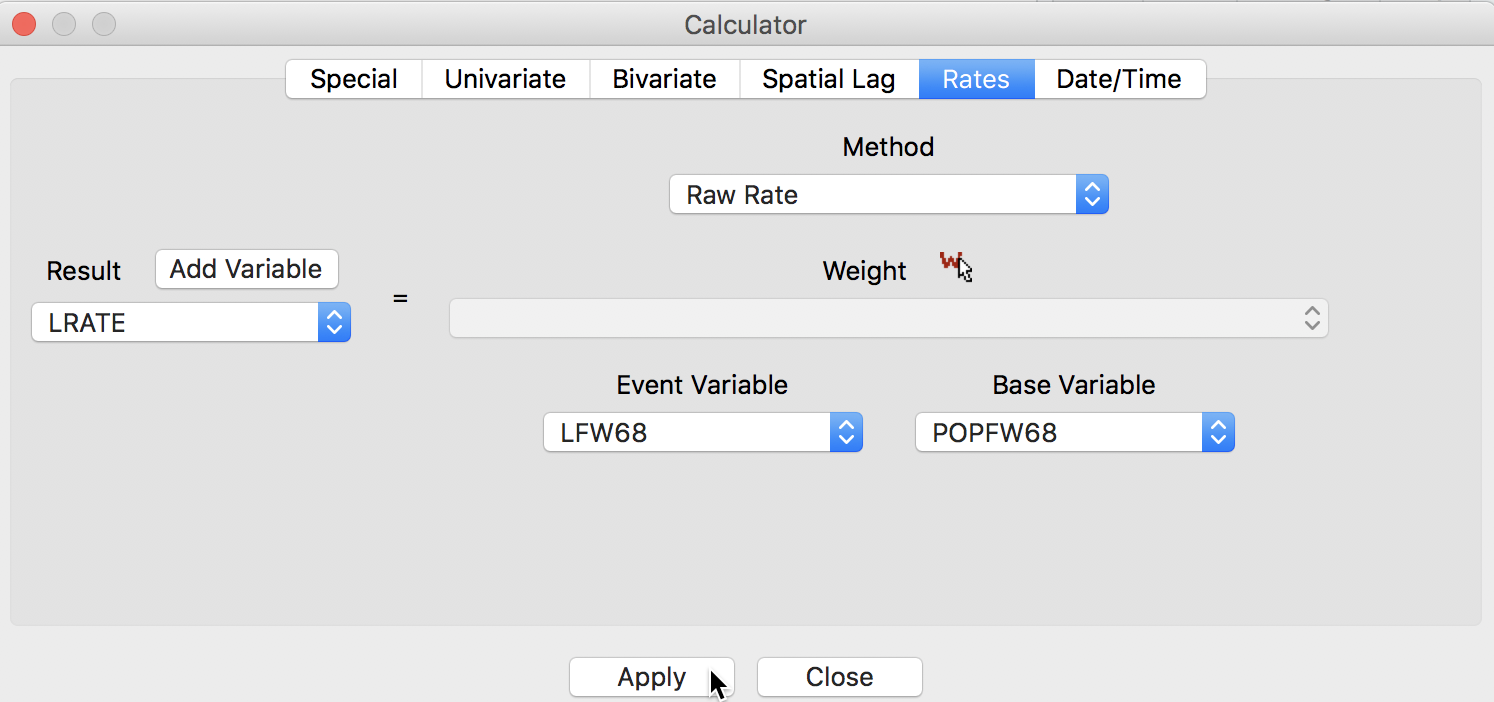 Calculator
Special Univariate Bivariate Spatial Lag Rates Date/Time
Method
Raw Rate
Result Add Variable
Weight W
LRATE
=
Event Variable Base Variable
LFW68 POPFW68
Apply Close